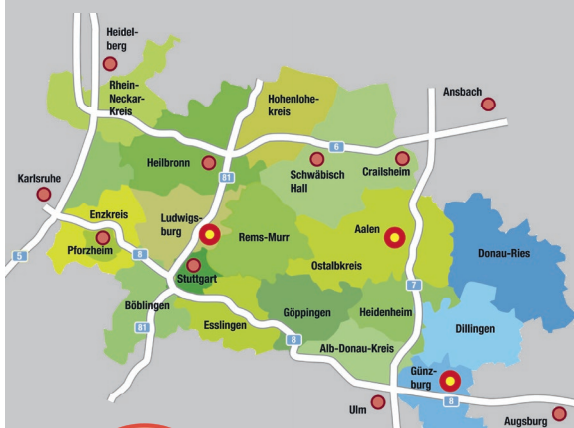 Heidel-
berg
Rhein-
Neckar-
Kreis
Hohenlohe-
kreis
Ansbach
6
Heilbronn
Schwäbisch
Hall
Crailsheim
Karlsruhe
81
Enzkreis
Ludwigs-
burg
Rems-Murr
Aalen
Pforzheim
8
5
Donau-Ries
Stuttgart
Ostalbkreis
7
Böblingen
Göppingen
Heidenheim
81
Esslingen
Dillingen
8
Alb-Donau-Kreis
Günz-
burg
8
Ulm
Augsburg